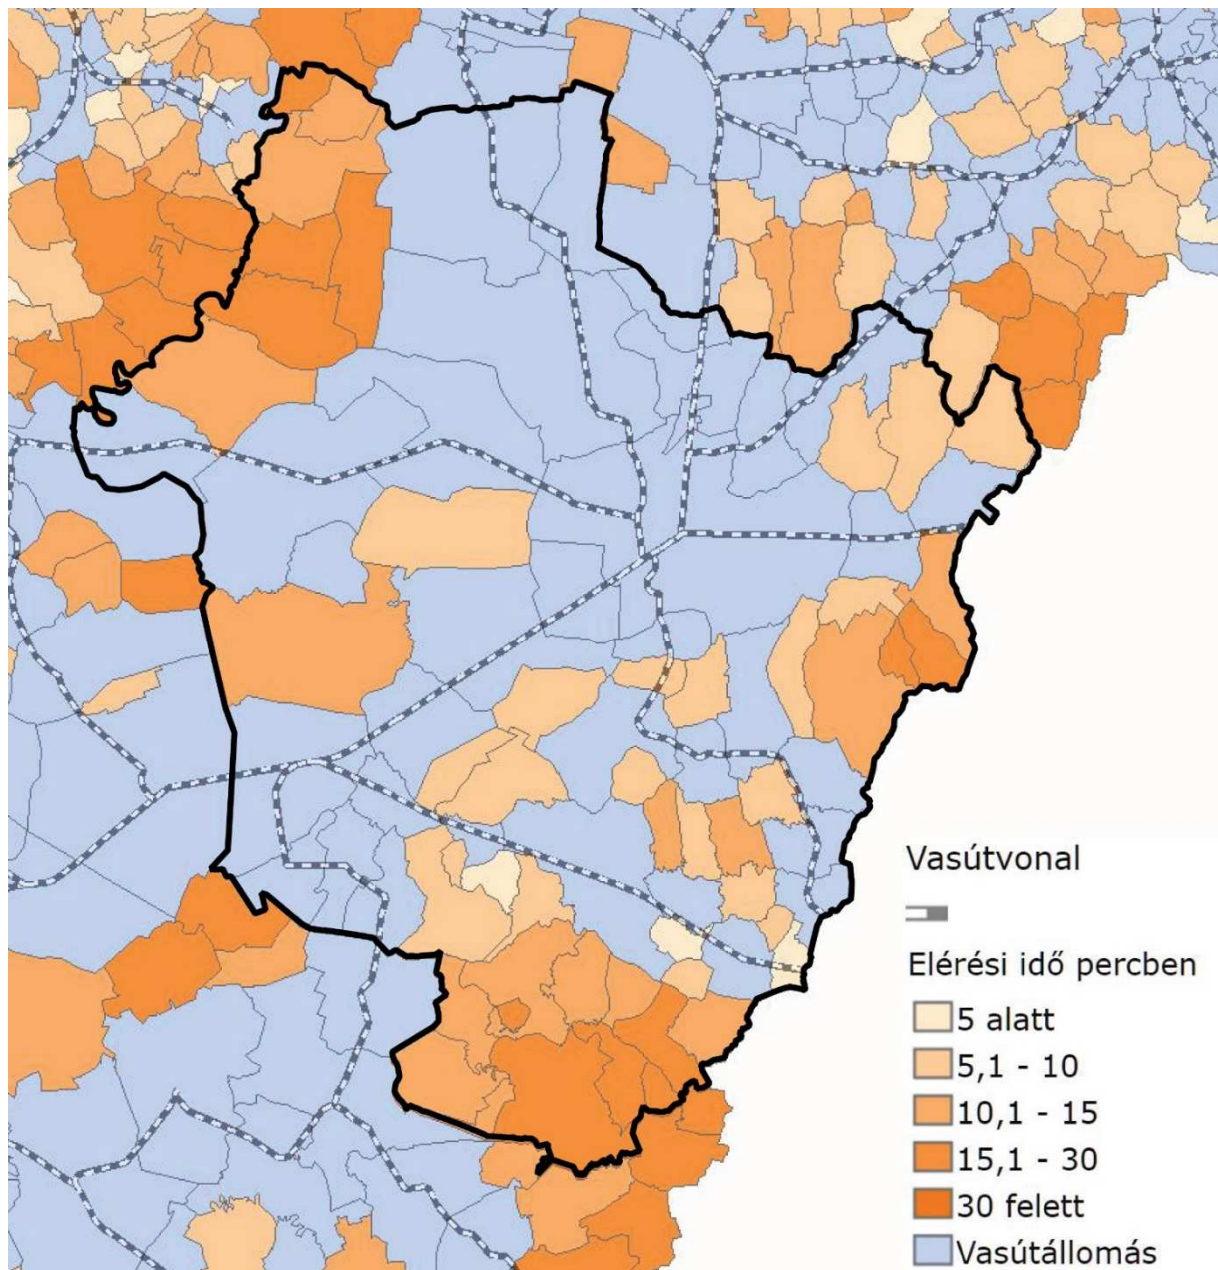 Vasútvonal
Elérési idő percben
5 alatt
5,1 - 10
10,1 - 15
15,1 - 30
30 felett
Vasútállomás